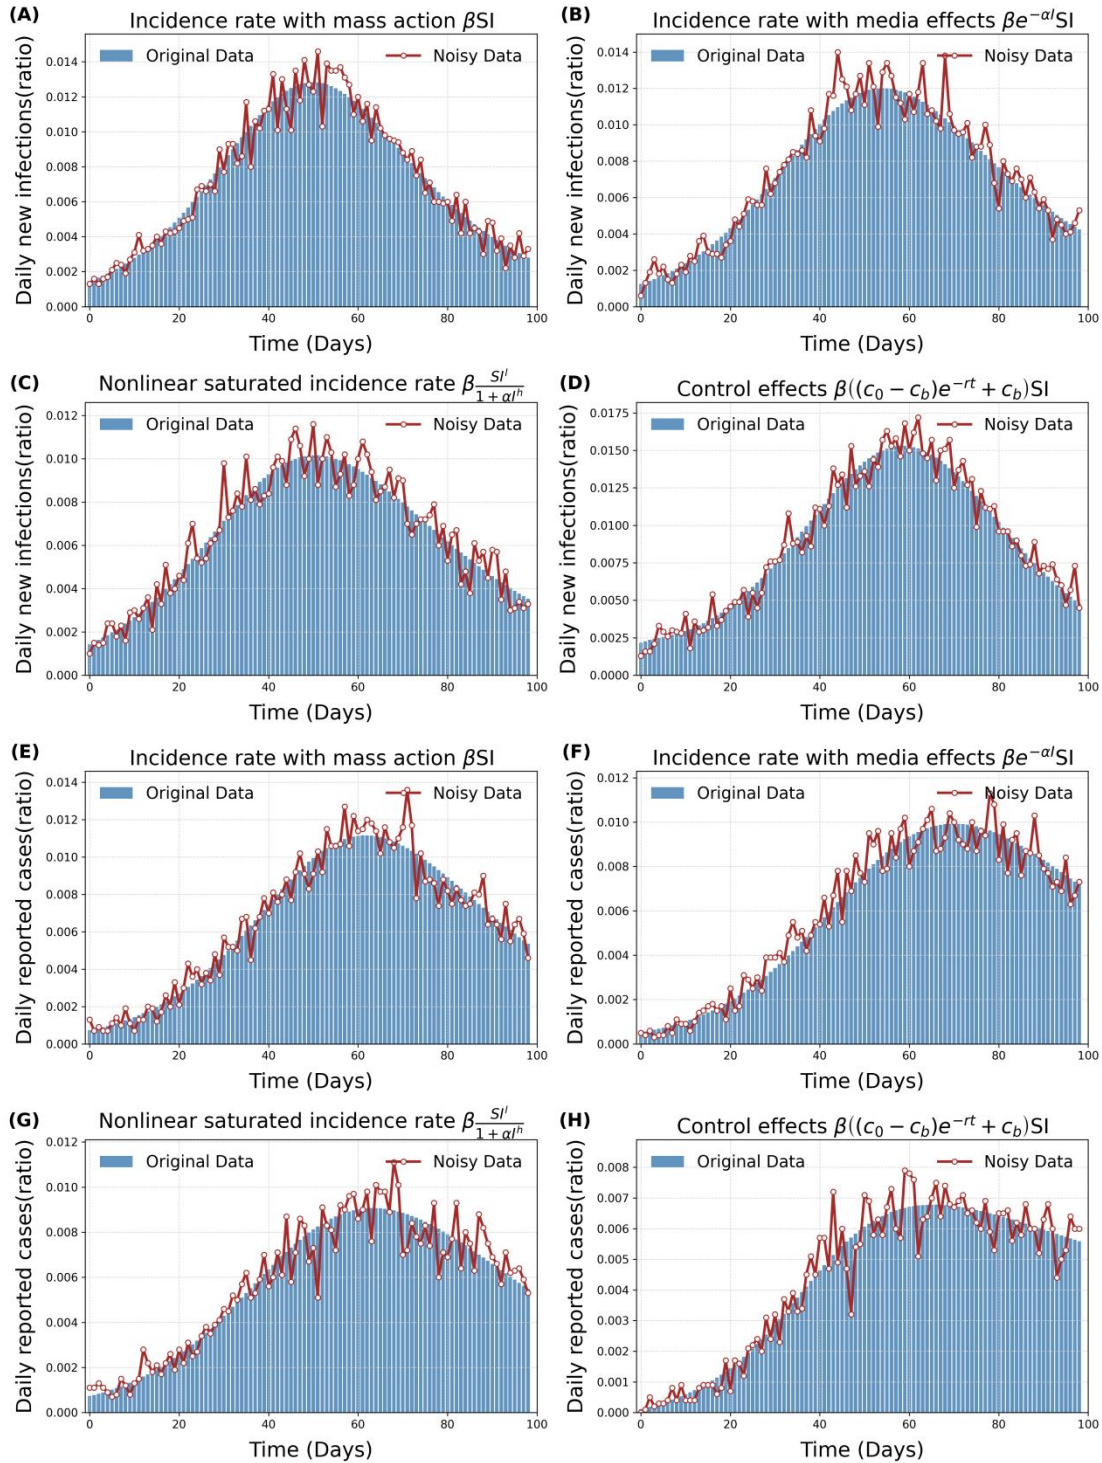 (A) Incidence rate with mass action βSI
Original Data
Noisy Data
Daily new infections(ratio)
0.014
0.012
0.010
0.008
0.006
0.004
0.002
0.000
0 20 40 60 80 100
Time (Days)
(B) Incidence rate with media effects βe^{−αI}SI
Original Data
Noisy Data
Daily new infections(ratio)
0.014
0.012
0.010
0.008
0.006
0.004
0.002
0.000
0 20 40 60 80 100
Time (Days)
(C) Nonlinear saturated incidence rate β\frac{SI^l}{1 + αI^h}
Original Data
Noisy Data
Daily new infections(ratio)
0.012
0.010
0.008
0.006
0.004
0.002
0.000
0 20 40 60 80 100
Time (Days)
(D) Control effects β((c_0 − c_b)e^{−rt} + c_b)SI
Original Data
Noisy Data
Daily new infections(ratio)
0.0175
0.0150
0.0125
0.0100
0.0075
0.0050
0.0025
0.0000
0 20 40 60 80 100
Time (Days)
(E) Incidence rate with mass action βSI
Original Data
Noisy Data
Daily reported cases(ratio)
0.014
0.012
0.010
0.008
0.006
0.004
0.002
0.000
0 20 40 60 80 100
Time (Days)
(F) Incidence rate with media effects βe^{−αI}SI
Original Data
Noisy Data
Daily reported cases(ratio)
0.012
0.010
0.008
0.006
0.004
0.002
0.000
0 20 40 60 80 100
Time (Days)
(G) Nonlinear saturated incidence rate β\frac{SI^l}{1 + αI^h}
Original Data
Noisy Data
Daily reported cases(ratio)
0.012
0.010
0.008
0.006
0.004
0.002
0.000
0 20 40 60 80 100
Time (Days)
(H) Control effects β((c_0 − c_b)e^{−rt} + c_b)SI
Original Data
Noisy Data
Daily reported cases(ratio)
0.008
0.007
0.006
0.005
0.004
0.003
0.002
0.001
0.000
0 20 40 60 80 100
Time (Days)